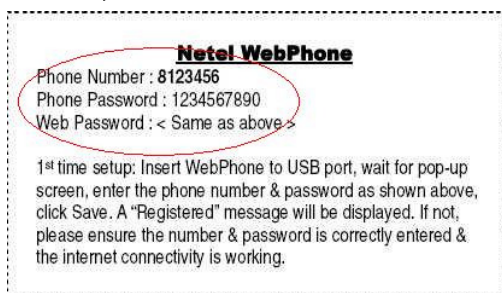 Netel WebPhone
Phone Number : 8123456
Phone Password : 1234567890
Web Password : < Same as above >
1st time setup: Insert WebPhone to USB port, wait for pop-up
screen, enter the phone number & password as shown above,
click Save. A “Registered” message will be displayed. If not,
please ensure the number & password is correctly entered &
the internet connectivity is working.